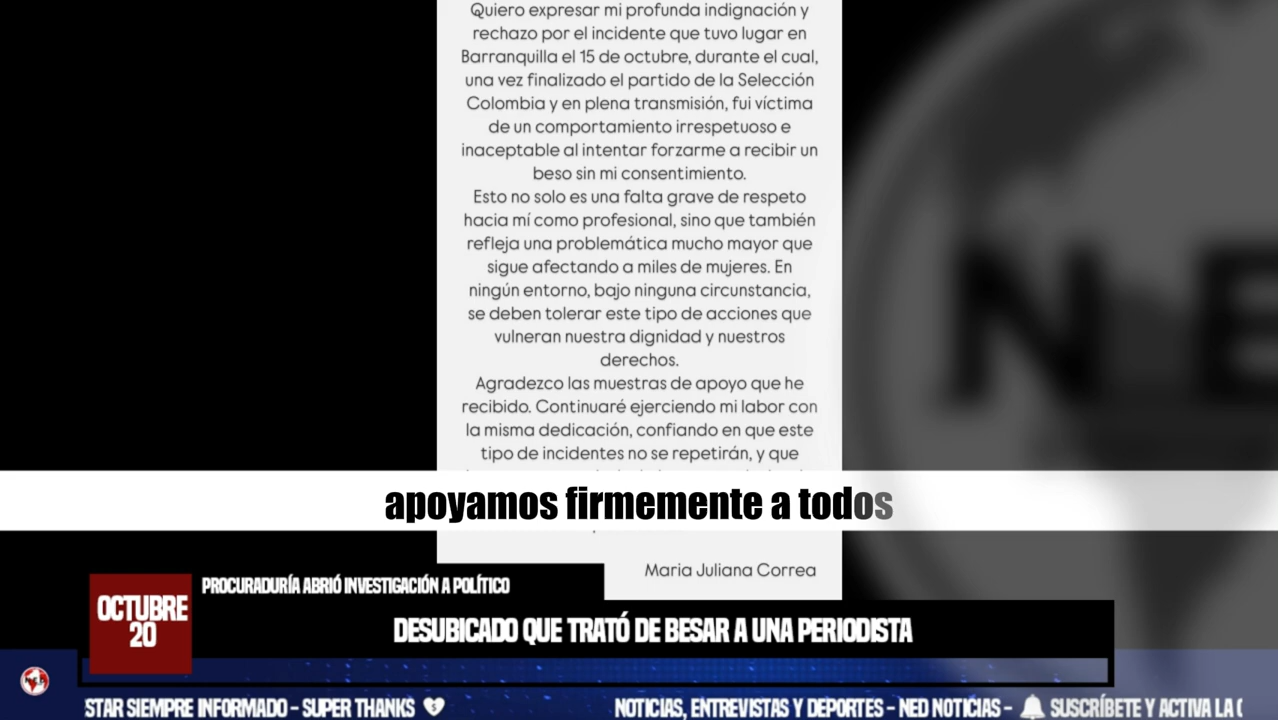 Quiero expresar mi profunda indignación y
rechazo por el incidente que tuvo lugar en
Barranquilla el 15 de octubre, durante el cual,
una vez finalizado el partido de la Selección
Colombia y en plena transmisión, fui víctima
de un comportamiento irrespetuoso e
inaceptable al intentar forzarme a recibir un
beso sin mi consentimiento.
Esto no solo es una falta grave de respeto
hacia mí como profesional, sino que también
refleja una problemática mucho mayor que
sigue afectando a miles de mujeres. En
ningún entorno, bajo ninguna circunstancia,
se deben tolerar este tipo de acciones que
vulneran nuestra dignidad y nuestros
derechos.
Agradezco las muestras de apoyo que he
recibido. Continuaré ejerciendo mi labor con
la misma dedicación, confiando en que este
tipo de incidentes no se repetirán, y que
apoyamos firmemente a todos
Maria Juliana Correa
NE
OCTUBRE
20
PROCURADURÍA ABRIÓ INVESTIGACIÓN A POLÍTICO
DESUBICADO QUE TRATÓ DE BESAR A UNA PERIODISTA
STAR SIEMPRE INFORMADO - SUPER THANKS
NOTICIAS, ENTREVISTAS Y DEPORTES - NED NOTICIAS -
SUSCRÍBETE Y ACTIVA LA